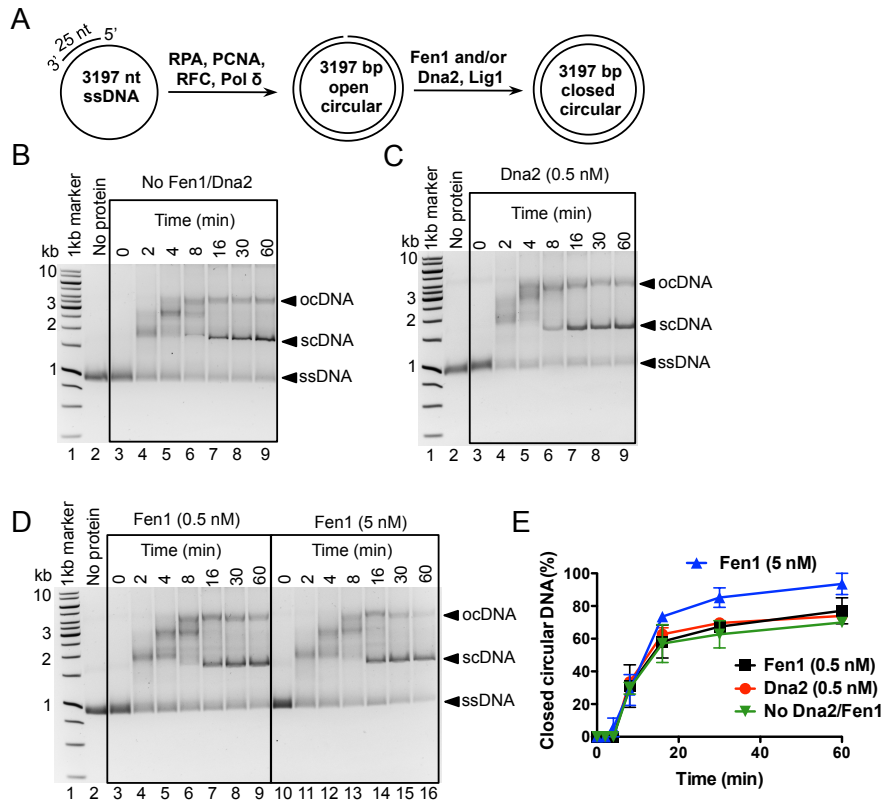 A
3' 25 nt 5'
3197 nt
ssDNA
RPA, PCNA,
RFC, Pol δ
3197 bp
open
circular
Fen1 and/or
Dna2, Lig1
3197 bp
closed
circular
B
1kb marker
No protein
No Fen1/Dna2
Time (min)
0 2 4 8 16 30 60
kb
10
3
2
1
ocDNA
scDNA
ssDNA
1 2 3 4 5 6 7 8 9
C
1kb marker
No protein
Dna2 (0.5 nM)
Time (min)
0 2 4 8 16 30 60
kb
10
3
2
1
ocDNA
scDNA
ssDNA
1 2 3 4 5 6 7 8 9
D
1kb marker
No protein
Fen1 (0.5 nM) Fen1 (5 nM)
Time (min) Time (min)
0 2 4 8 16 30 60 0 2 4 8 16 30 60
kb
10
3
2
1
ocDNA
scDNA
ssDNA
1 2 3 4 5 6 7 8 9 10 11 12 13 14 15 16
E
Fen1 (5 nM)
Closed circular DNA(%)
100
80
60
40
20
0
Fen1 (0.5 nM)
Dna2 (0.5 nM)
No Dna2/Fen1
0 20 40 60
Time (min)